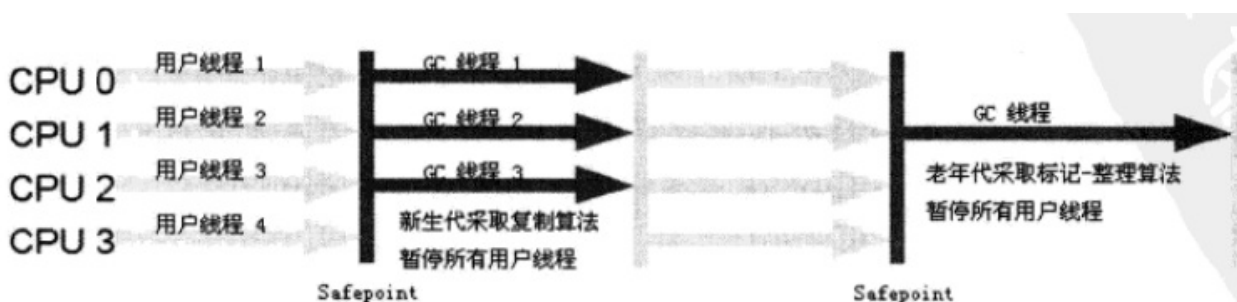 CPU 0
用户线程 1
GC 线程 1
CPU 1
用户线程 2
GC 线程 2
GC 线程
CPU 2
用户线程 3
GC 线程 3
老年代采取标记-整理算法
暂停所有用户线程
CPU 3
用户线程 4
新生代采取复制算法
暂停所有用户线程
Safepoint
Safepoint